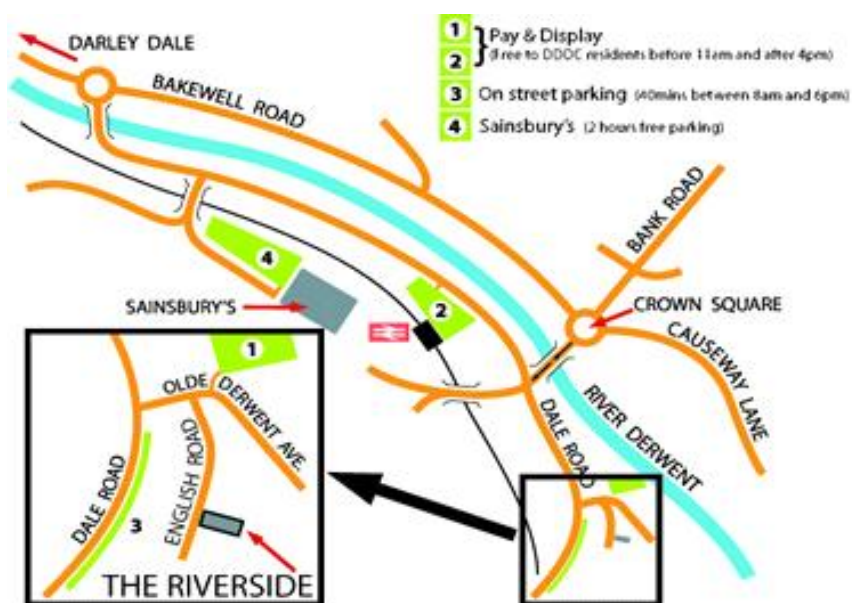 DARLEY DALE
BAKEWELL ROAD
1
2
Pay & Display
(Free to DDDC residents before 11am and after 4pm)
3 On street parking (40mins between 8am and 6pm)
4 Sainsbury's (2 hours free parking)
BANK ROAD
4
SAINSBURY'S
2
CROWN SQUARE
CAUSEWAY LANE
RIVER DERWENT
DALE ROAD
1
OLDE DERWENT AVE.
ENGLISH ROAD
DALE ROAD
3
THE RIVERSIDE